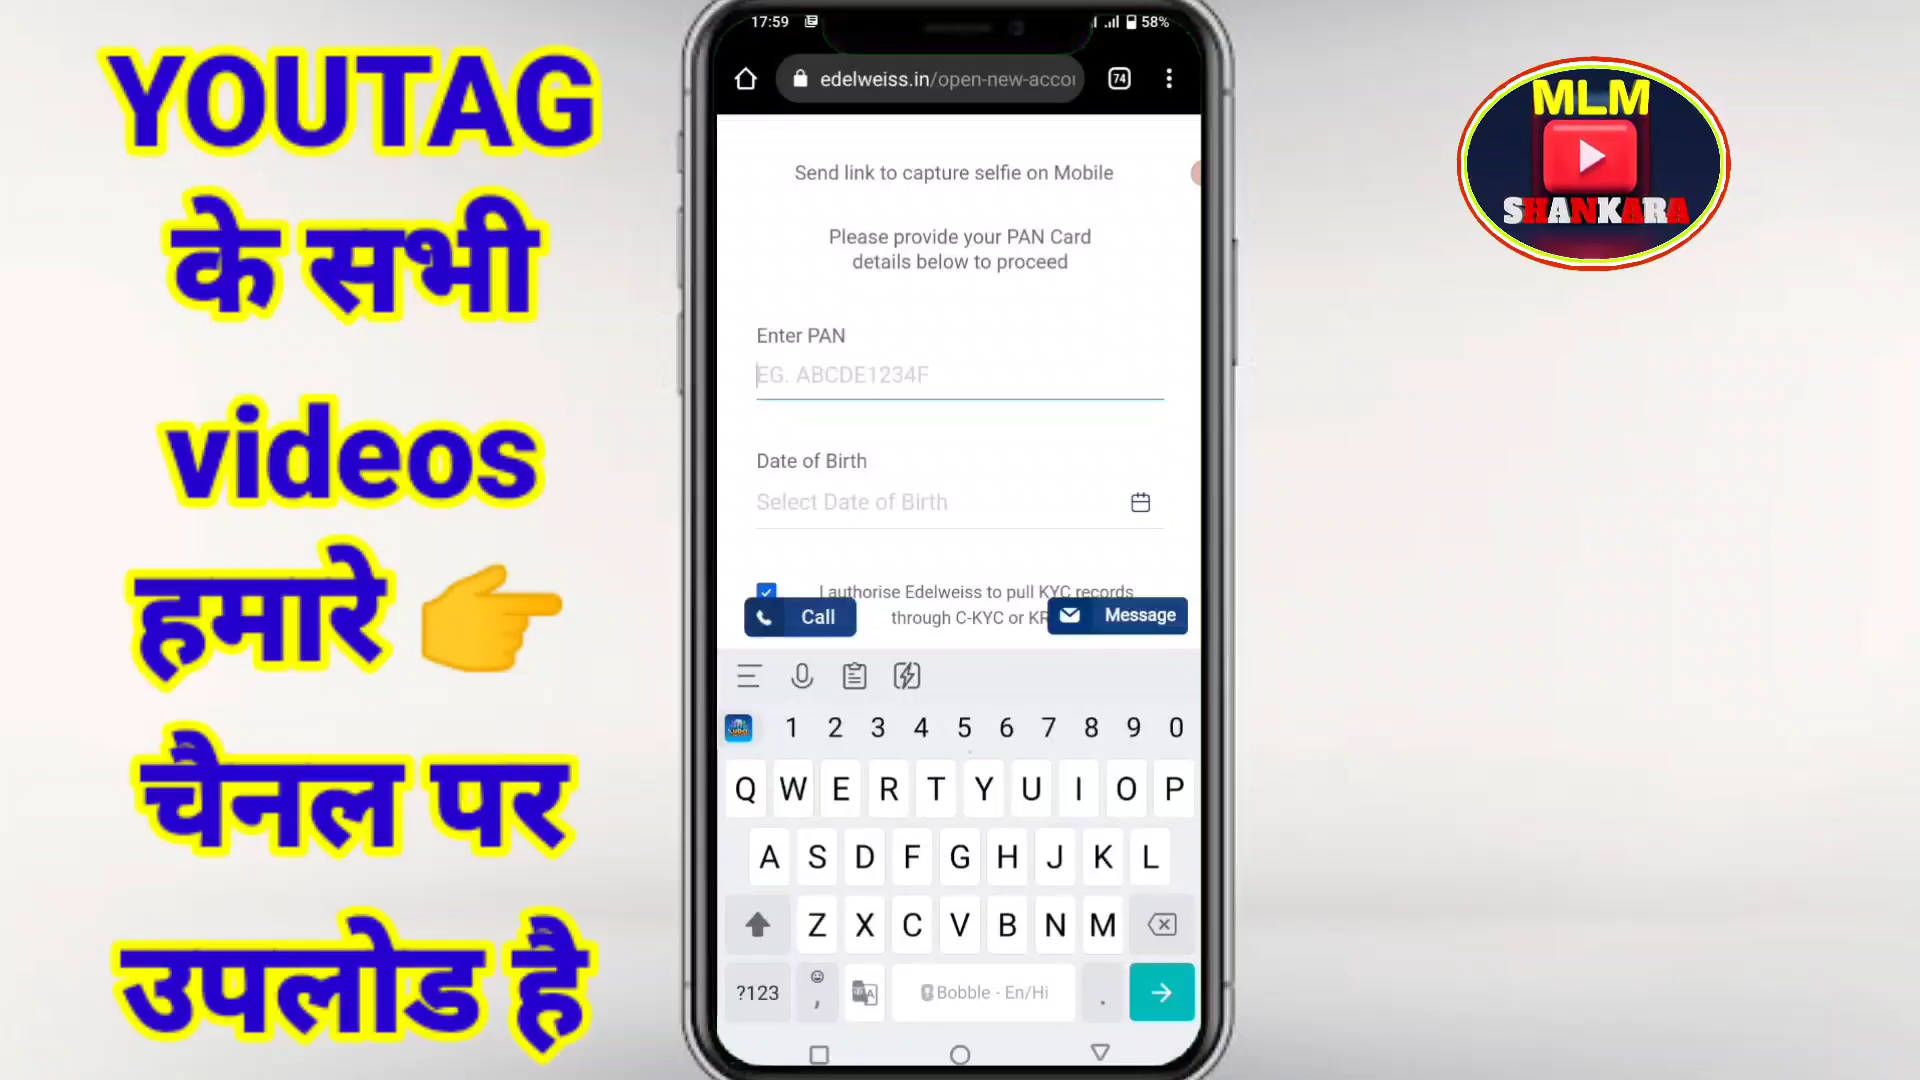 YOUTAG
के सभी
videos
हमारे
चैनल पर
उपलोड है
17:59
58%
edelweiss.in/open-new-accou
74
Send link to capture selfie on Mobile
Please provide your PAN Card
details below to proceed
Enter PAN
EG. ABCDE1234F
Date of Birth
Select Date of Birth
I authorise Edelweiss to pull KYC records
through C-KYC or KR
Call
Message
1 2 3 4 5 6 7 8 9 0
Q W E R T Y U I O P
A S D F G H J K L
Z X C V B N M
?123 , Bobble - En/Hi .
MLM
SHANKARA